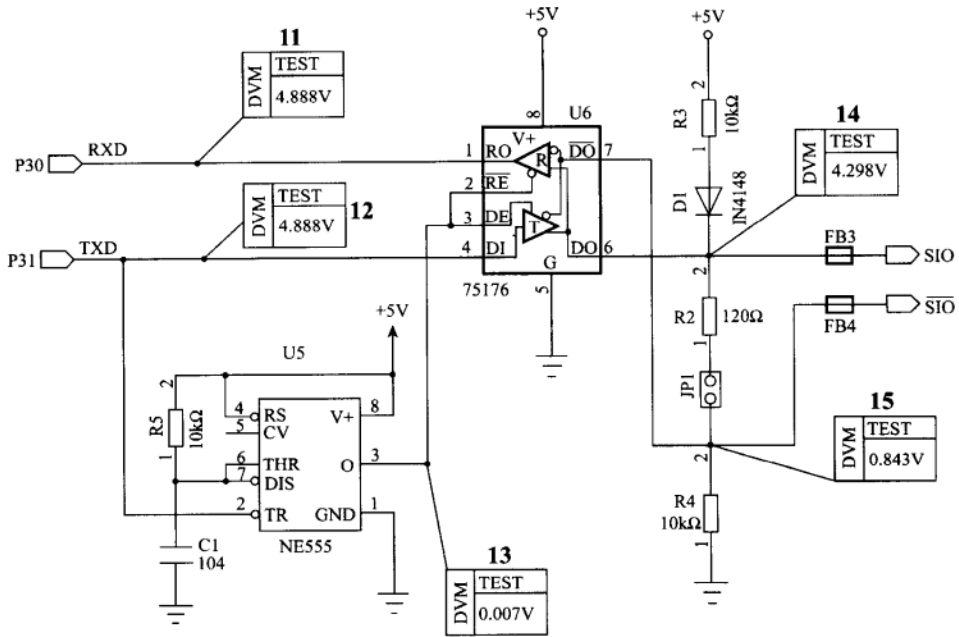 +5V
+5V
11
DVM
TEST
4.888V
8
U6
2
R3
10kΩ
1
14
DVM
TEST
4.298V
P30
RXD
1
RO
V+
R
DO
7
2
RE
D1
IN4148
DVM
TEST
4.888V
12
3
DE
T
P31
TXD
4
DI
DO
6
FB3
SIO
G
75176
5
2
R2
120Ω
1
FB4
SIO
+5V
U5
JP1
2
R5
10kΩ
1
4
RS
V+
8
5
CV
6
THR
O
3
7
DIS
2
TR
GND
1
NE555
C1
104
15
DVM
TEST
0.843V
2
R4
10kΩ
1
13
DVM
TEST
0.007V